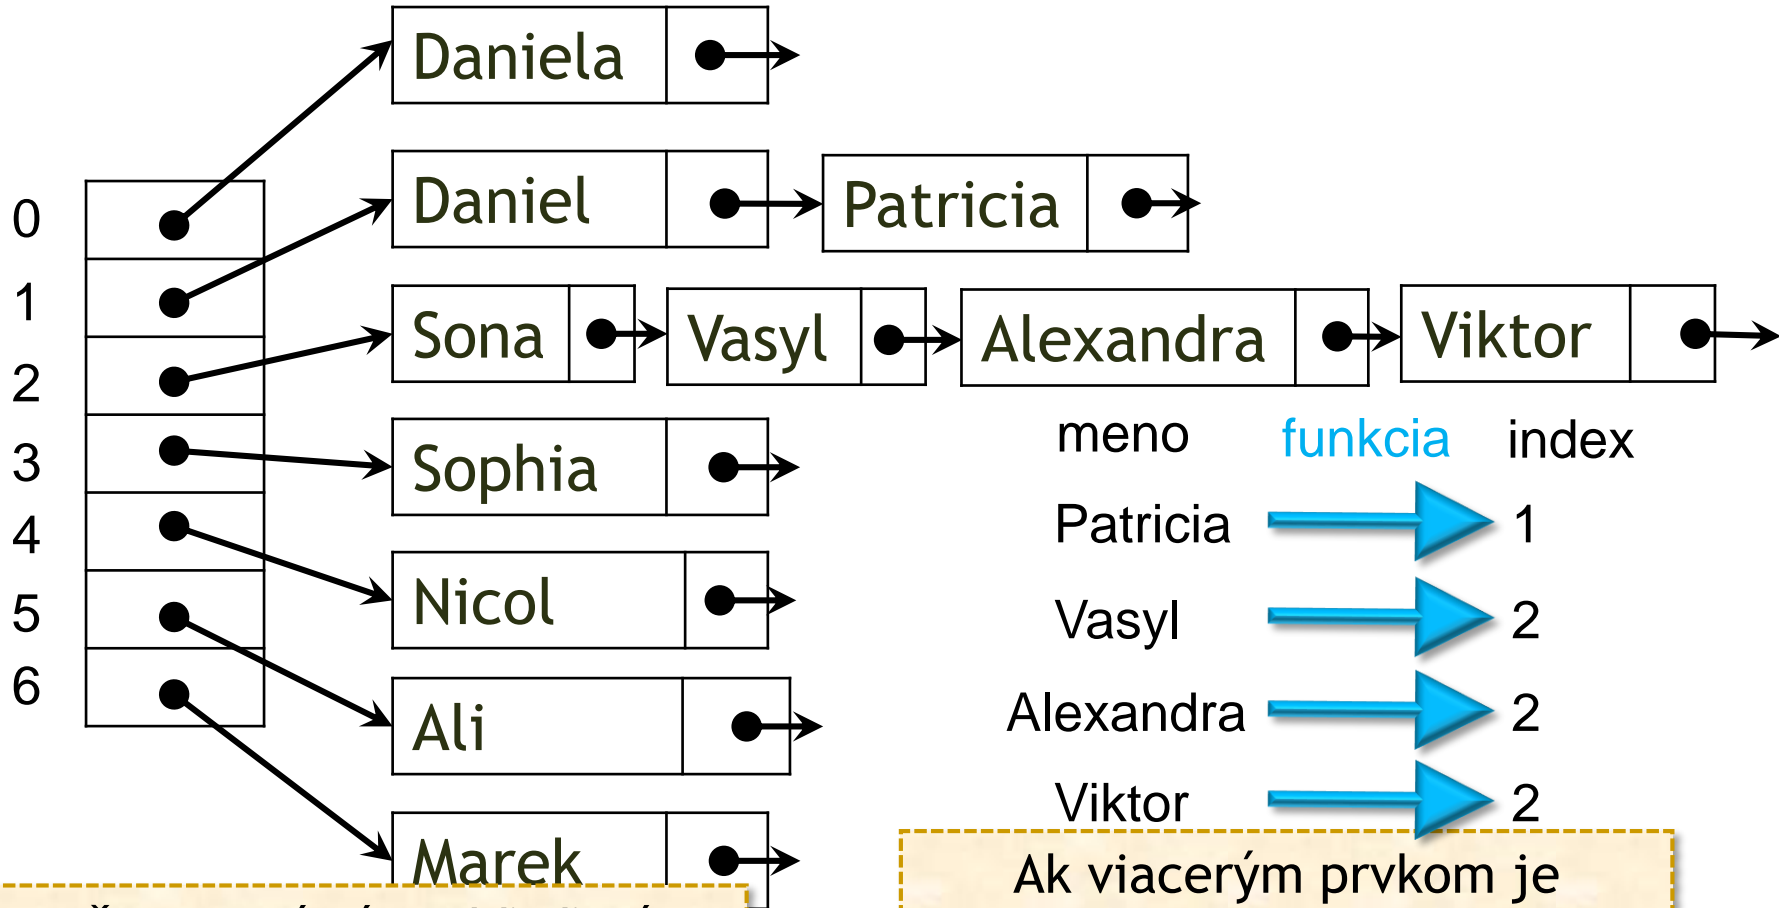 Daniela
0 Daniel Patricia
1
2 Sona Vasyl Alexandra Viktor
3 Sophia
4 Nicol
5 Ali
6 Marek
meno funkcia index
Patricia 1
Vasyl 2
Alexandra 2
Viktor 2
Ak viacerým prvkom je